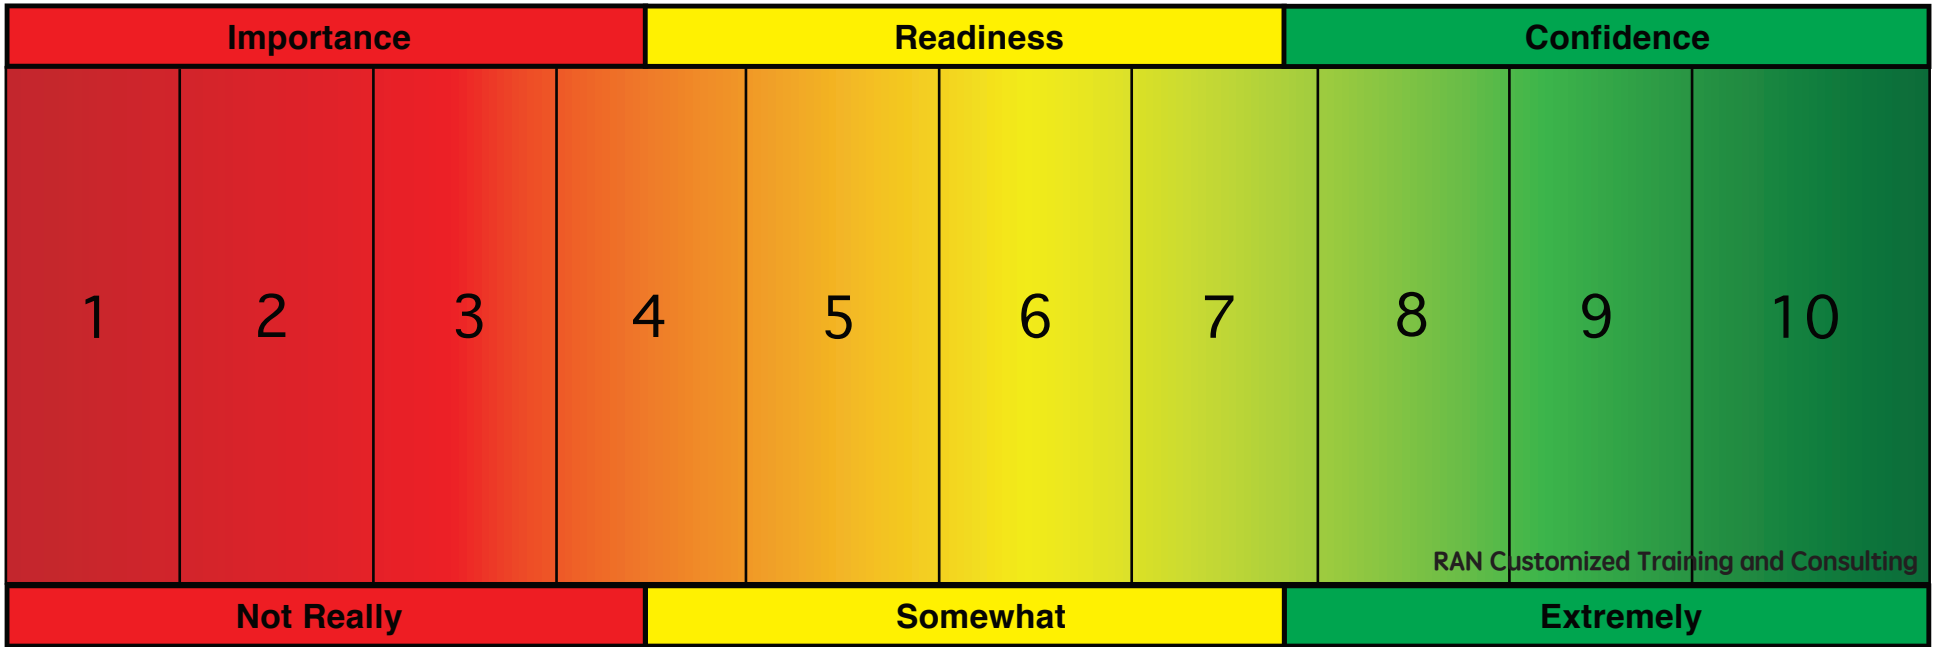 Importance Readiness Confidence
1 2 3 4 5 6 7 8 9 10
RAN Customized Training and Consulting
Not Really Somewhat Extremely